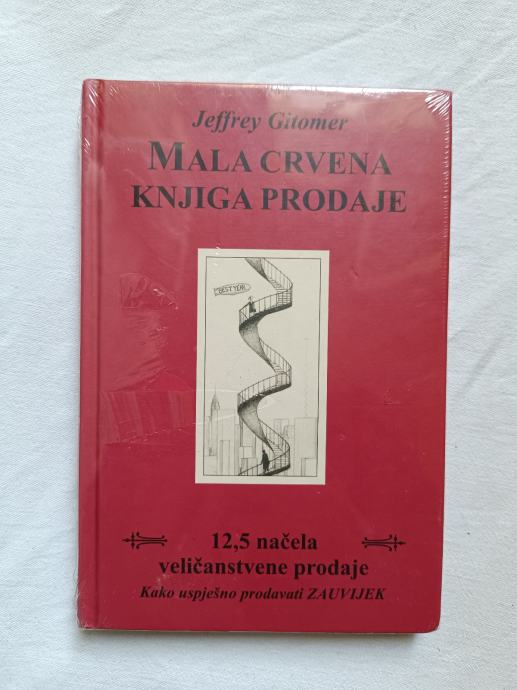 Jeffrey Gitomer
MALA CRVENA
KNJIGA PRODAJE
BEST YEAR
12,5 načela
veličanstvene prodaje
Kako uspješno prodavati ZAUVIJEK